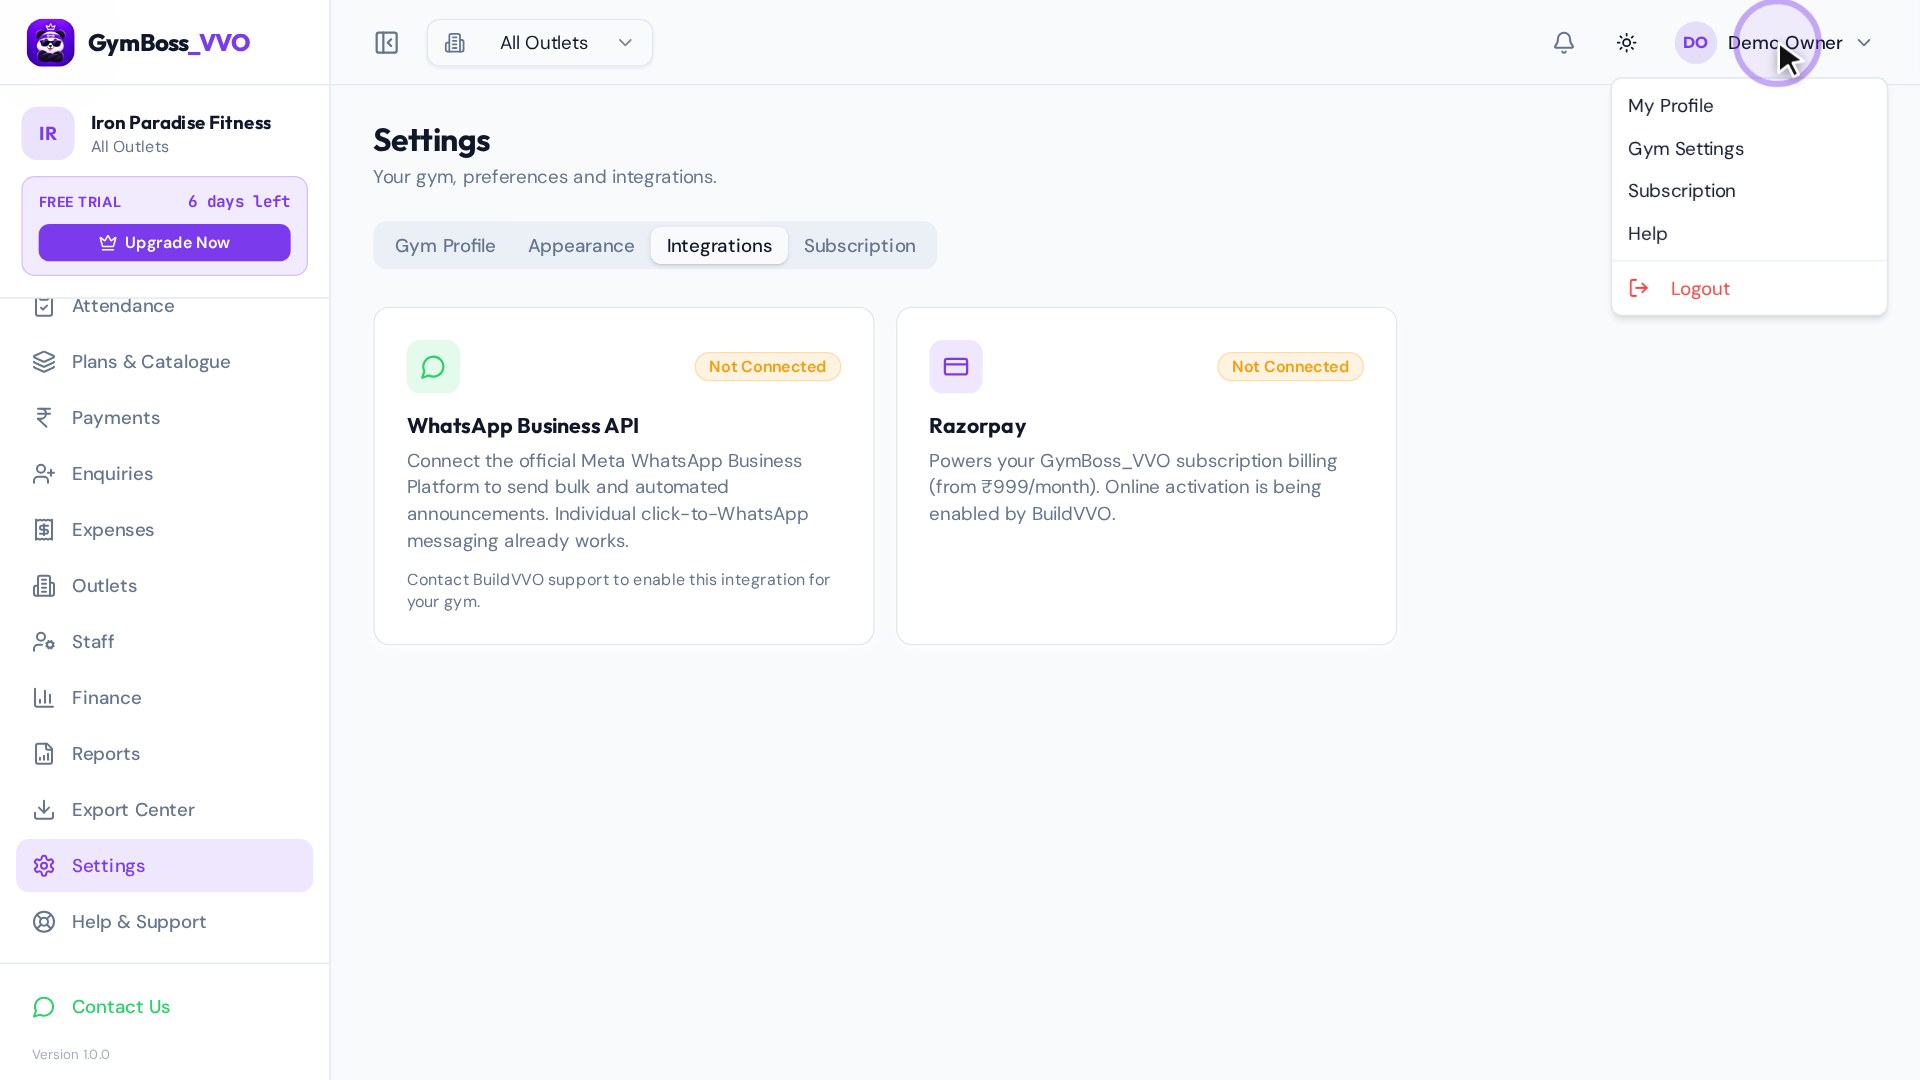 GymBoss_VVO
All Outlets
DO Demo Owner
IR
Iron Paradise Fitness
All Outlets
FREE TRIAL 6 days left
Upgrade Now
Attendance
Plans & Catalogue
Payments
Enquiries
Expenses
Outlets
Staff
Finance
Reports
Export Center
Settings
Help & Support
Contact Us
Version 1.0.0
Settings
Your gym, preferences and integrations.
Gym Profile Appearance Integrations Subscription
Not Connected
WhatsApp Business API
Connect the official Meta WhatsApp Business
Platform to send bulk and automated
announcements. Individual click-to-WhatsApp
messaging already works.
Contact BuildVVO support to enable this integration for
your gym.
Not Connected
Razorpay
Powers your GymBoss_VVO subscription billing
(from ₹999/month). Online activation is being
enabled by BuildVVO.
My Profile
Gym Settings
Subscription
Help
Logout